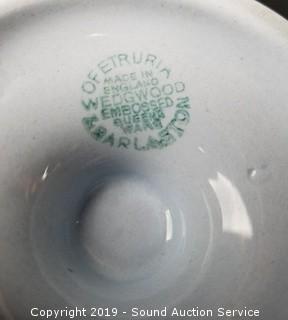 OF ETRURIA
MADE IN
ENGLAND
WEDGWOOD
EMBOSSED
QUEENS
WARE
& BARLASTON
Copyright 2019 - Sound Auction Service